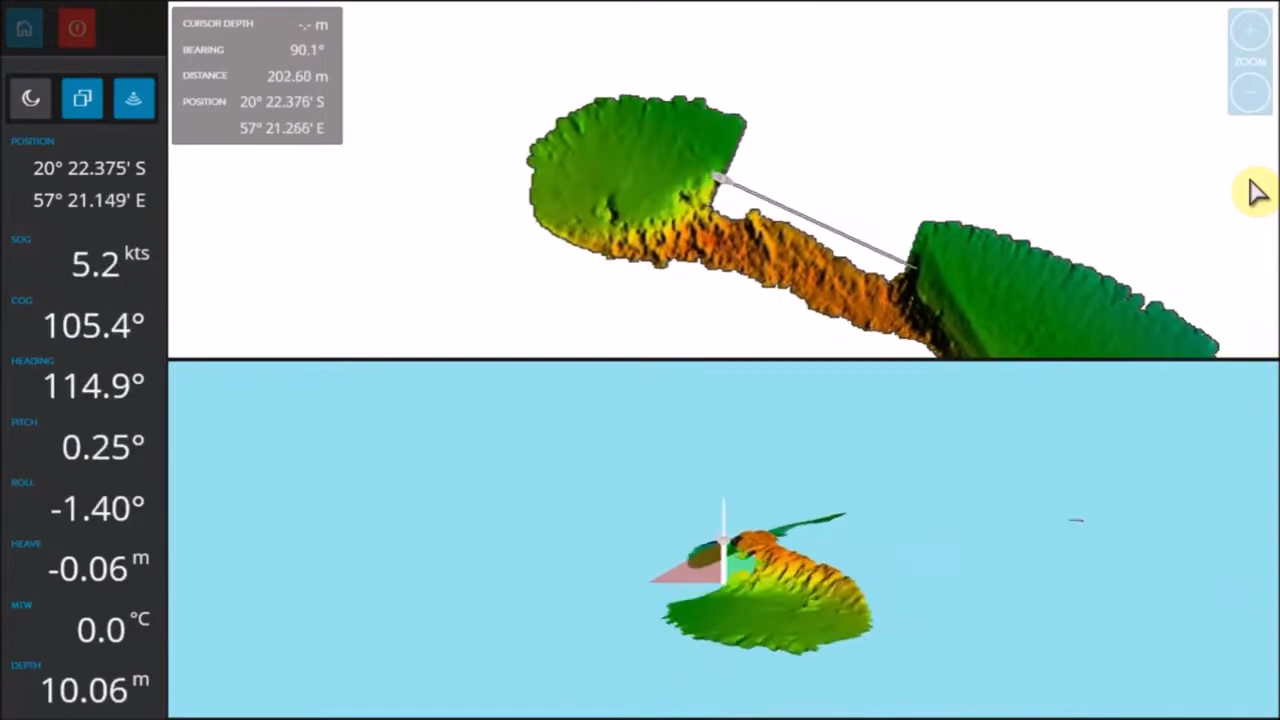 CURSOR DEPTH -.- m
BEARING 90.1°
DISTANCE 202.60 m
POSITION 20° 22.376' S
57° 21.266' E
ZOOM
POSITION
20° 22.375' S
57° 21.149' E
SOG
5.2 kts
COG
105.4°
HEADING
114.9°
PITCH
0.25°
ROLL
-1.40°
HEAVE
-0.06 m
MTW
0.0 °C
DEPTH
10.06 m